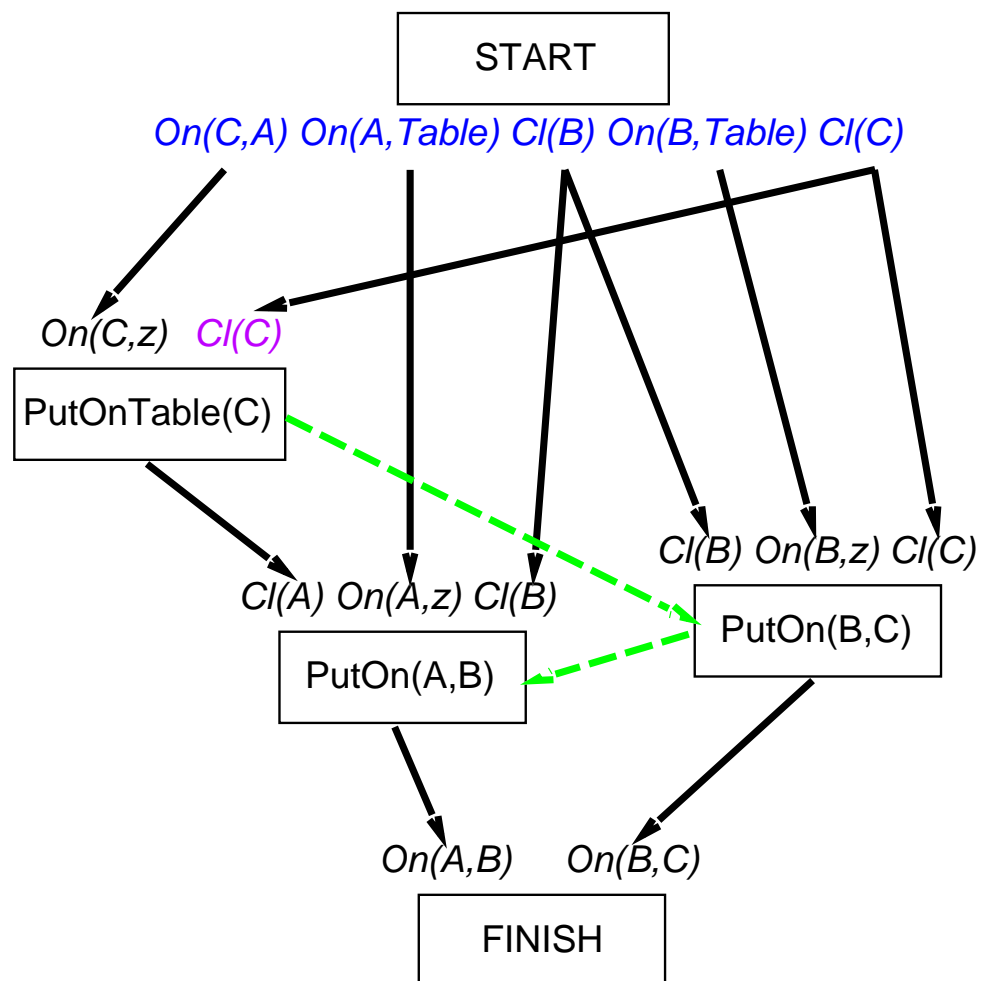 START
On(C,A) On(A,Table) Cl(B) On(B,Table) Cl(C)
On(C,z) Cl(C)
PutOnTable(C)
Cl(B) On(B,z) Cl(C)
Cl(A) On(A,z) Cl(B)
PutOn(B,C)
PutOn(A,B)
On(A,B) On(B,C)
FINISH